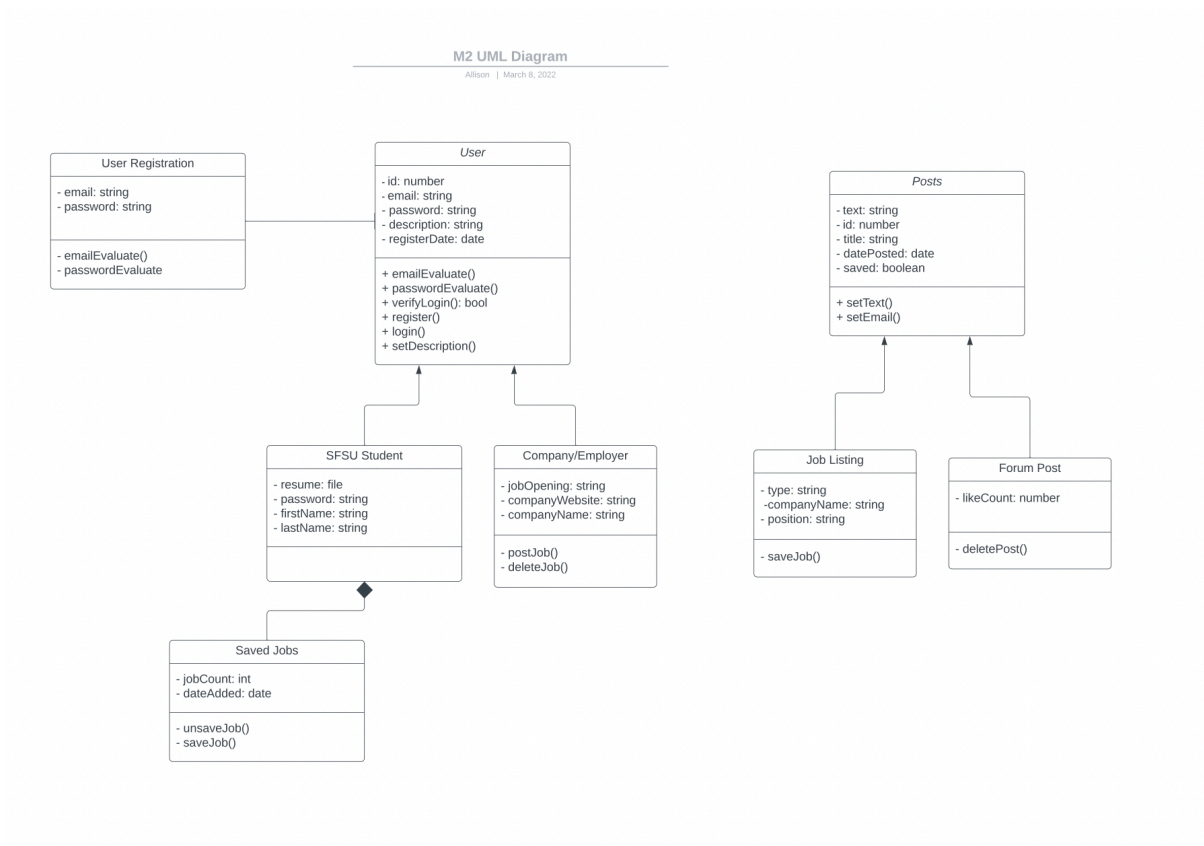 M2 UML Diagram
Allison | March 8, 2022
User Registration
- email: string
- password: string
- emailEvaluate()
- passwordEvaluate
User
- id: number
- email: string
- password: string
- description: string
- registerDate: date
+ emailEvaluate()
+ passwordEvaluate()
+ verifyLogin(): bool
+ register()
+ login()
+ setDescription()
Posts
- text: string
- id: number
- title: string
- datePosted: date
- saved: boolean
+ setText()
+ setEmail()
SFSU Student
- resume: file
- password: string
- firstName: string
- lastName: string
Company/Employer
- jobOpening: string
- companyWebsite: string
- companyName: string
- postJob()
- deleteJob()
Job Listing
- type: string
-companyName: string
- position: string
- saveJob()
Forum Post
- likeCount: number
- deletePost()
Saved Jobs
- jobCount: int
- dateAdded: date
- unsaveJob()
- saveJob()